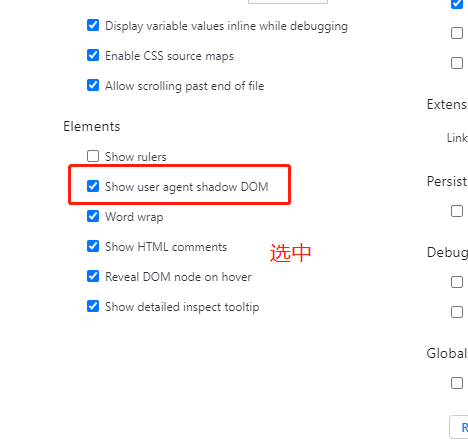 Display variable values inline while debugging
Enable CSS source maps
Allow scrolling past end of file
Elements
Show rulers
Show user agent shadow DOM
Word wrap
Show HTML comments
选中
Reveal DOM node on hover
Show detailed inspect tooltip
Extens
Link
Persist
Debug
Global
R